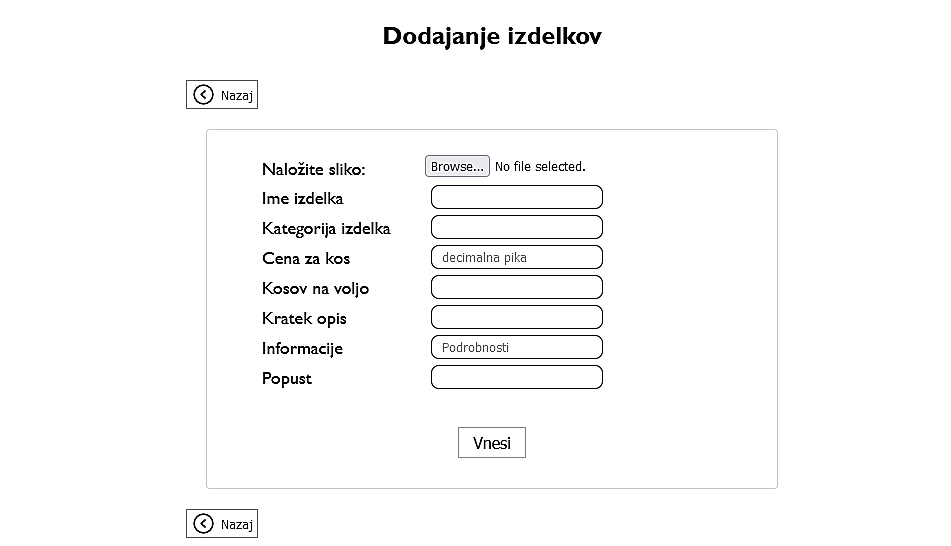 Dodajanje izdelkov
Nazaj
Naložite sliko: Browse... No file selected.
Ime izdelka
Kategorija izdelka
Cena za kos decimalna pika
Kosov na voljo
Kratek opis
Informacije Podrobnosti
Popust
Vnesi
Nazaj